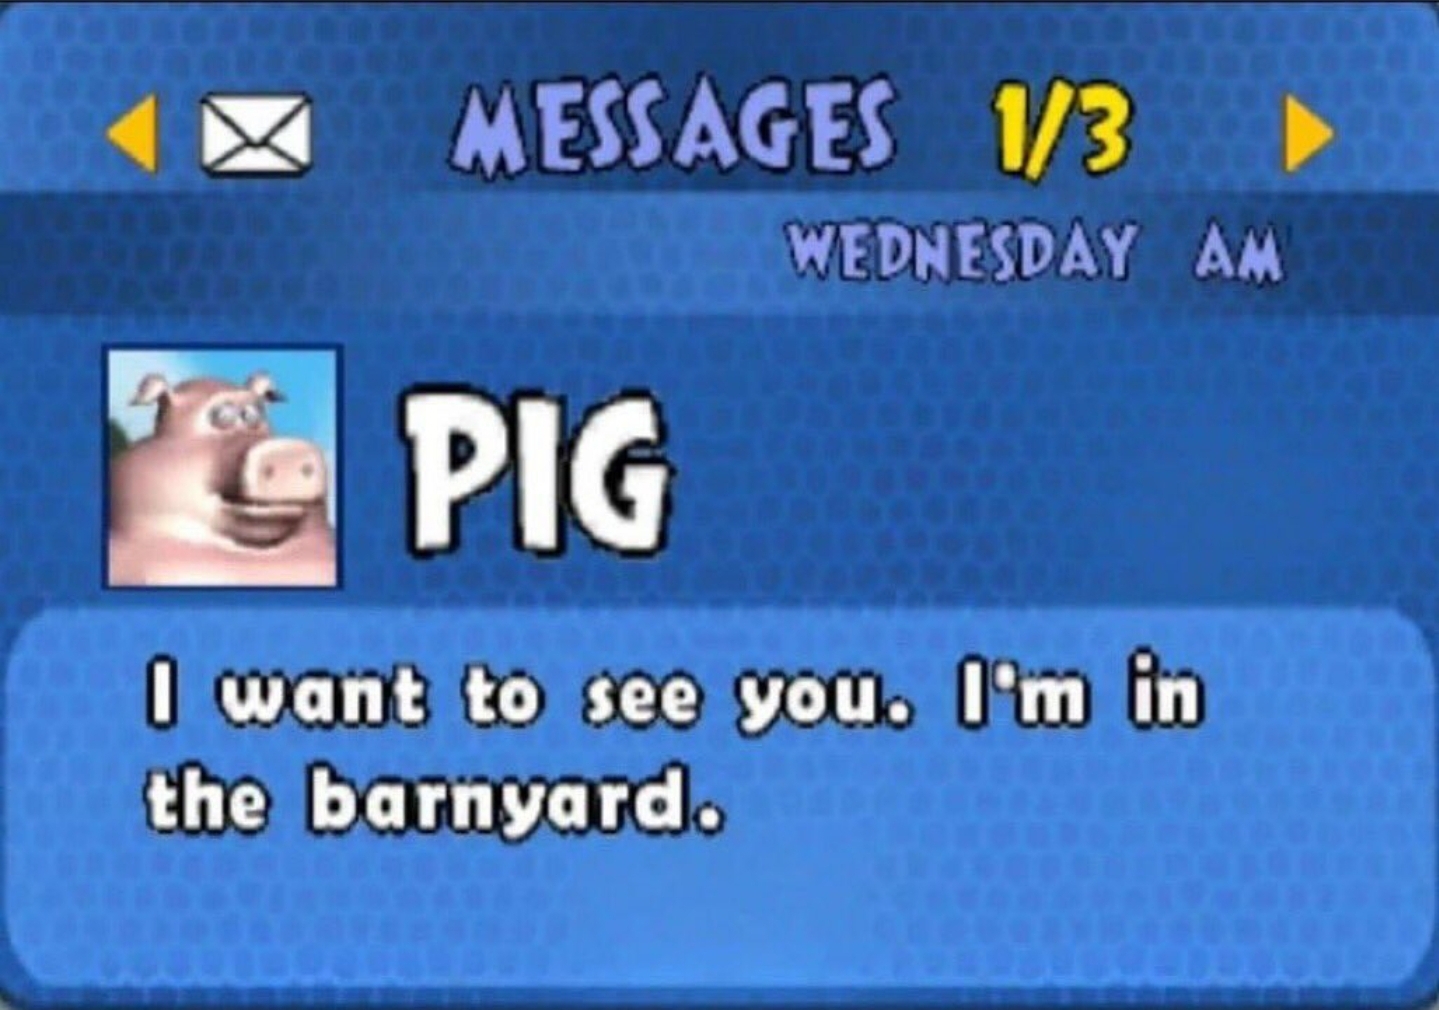 MESSAGES 1/3
WEDNESDAY AM
PIG
I want to see you. I'm in
the barnyard.